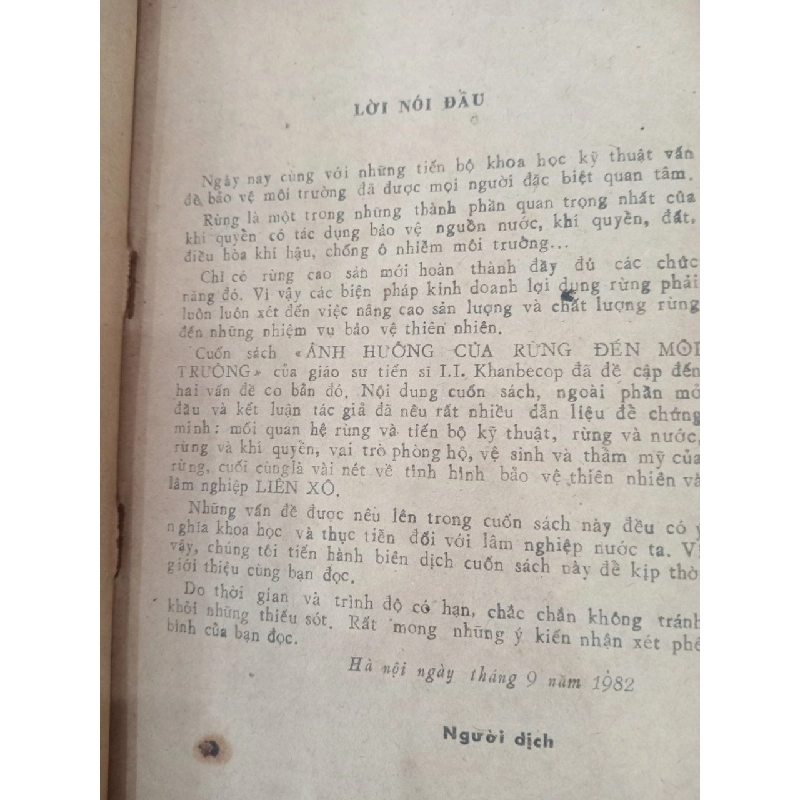 LỜI NÓI ĐẦU
Ngày nay cùng với những tiến bộ khoa học kỹ thuật vấn
đề bảo vệ môi trường đã được mọi người đặc biệt quan tâm.
Rừng là một trong những thành phần quan trọng nhất của
khí quyển có tác dụng bảo vệ nguồn nước, khí quyển, đất,
điều hòa khí hậu, chống ô nhiễm môi trường...
Chỉ có rừng cao sản mới hoàn thành đầy đủ các chức
năng đó. Vì vậy các biện pháp kinh doanh lợi dụng rừng phải
luôn luôn xét đến việc nâng cao sản lượng và chất lượng rừng
đến những nhiệm vụ bảo vệ thiên nhiên.
Cuốn sách «ẢNH HƯỞNG CỦA RỪNG ĐẾN MÔI
TRƯỜNG» của giáo sư tiến sĩ I.I. Khanbecop đã đề cập đến
hai vấn đề cơ bản đó. Nội dung cuốn sách, ngoài phần mở
đầu và kết luận tác giả đã nêu rất nhiều dẫn liệu để chứng
minh: mối quan hệ rừng và tiến bộ kỹ thuật, rừng và nước,
rừng và khí quyển, vai trò phòng hộ, vệ sinh và thẩm mỹ của
rừng, cuối cùng là vài nét về tình hình bảo vệ thiên nhiên và
lâm nghiệp LIÊN XÔ.
Những vấn đề được nêu lên trong cuốn sách này đều có ý
nghĩa khoa học và thực tiễn đối với lâm nghiệp nước ta. Vì
vậy, chúng tôi tiến hành biên dịch cuốn sách này để kịp thờ
giới thiệu cùng bạn đọc.
Do thời gian và trình độ có hạn, chắc chắn không tránh
khỏi những thiếu sót. Rất mong những ý kiến nhận xét phê
bình của bạn đọc.
Hà nội ngày tháng 9 năm 1982
Người dịch